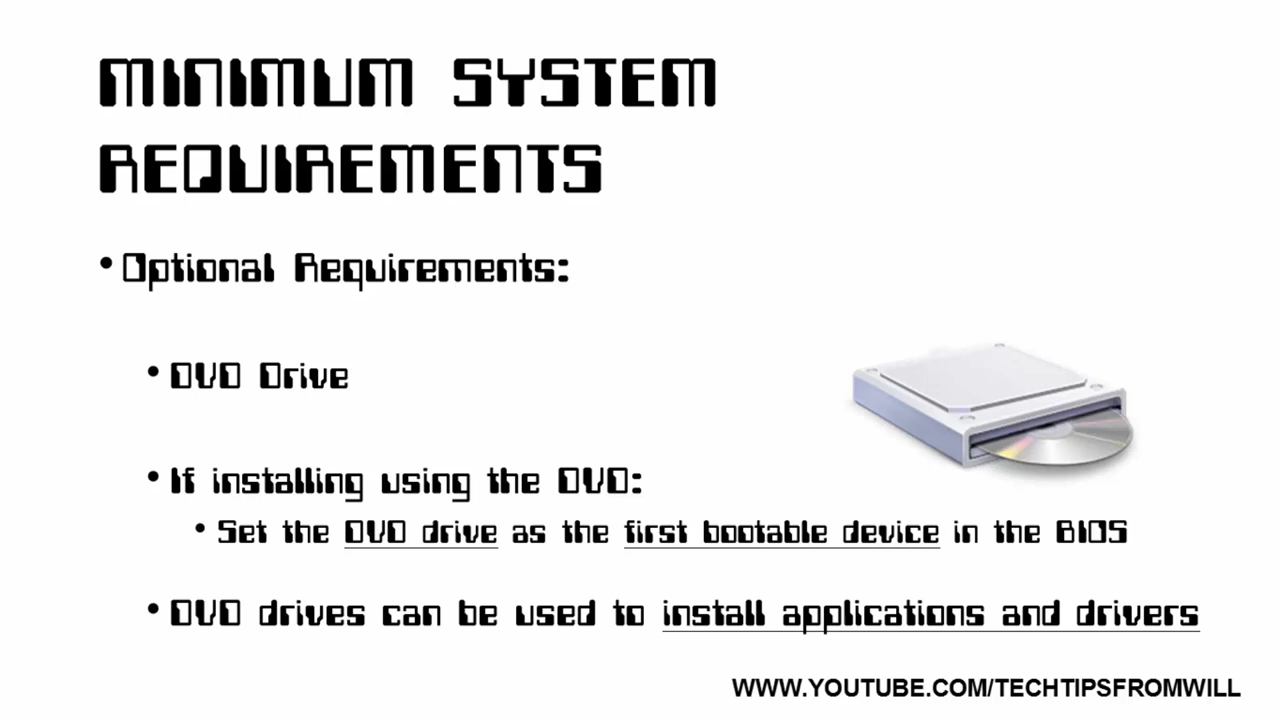 MINIMUM SYSTEM
REQUIREMENTS
• Optional Requirements:
• DVD Drive
• If installing using the DVD:
• Set the DVD drive as the first bootable device in the BIOS
• DVD drives can be used to install applications and drivers
WWW.YOUTUBE.COM/TECHTIPSFROMWILL